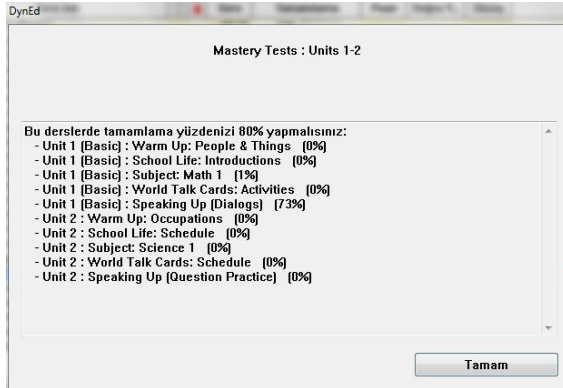 DynEd
Mastery Tests : Units 1-2
Bu derslerde tamamlama yüzdenizi 80% yapmalısınız:
- Unit 1 (Basic) : Warm Up: People & Things (0%)
- Unit 1 (Basic) : School Life: Introductions (0%)
- Unit 1 (Basic) : Subject: Math 1 (1%)
- Unit 1 (Basic) : World Talk Cards: Activities (0%)
- Unit 1 (Basic) : Speaking Up (Dialogs) (73%)
- Unit 2 : Warm Up: Occupations (0%)
- Unit 2 : School Life: Schedule (0%)
- Unit 2 : Subject: Science 1 (0%)
- Unit 2 : World Talk Cards: Schedule (0%)
- Unit 2 : Speaking Up (Question Practice) (0%)
Tamam